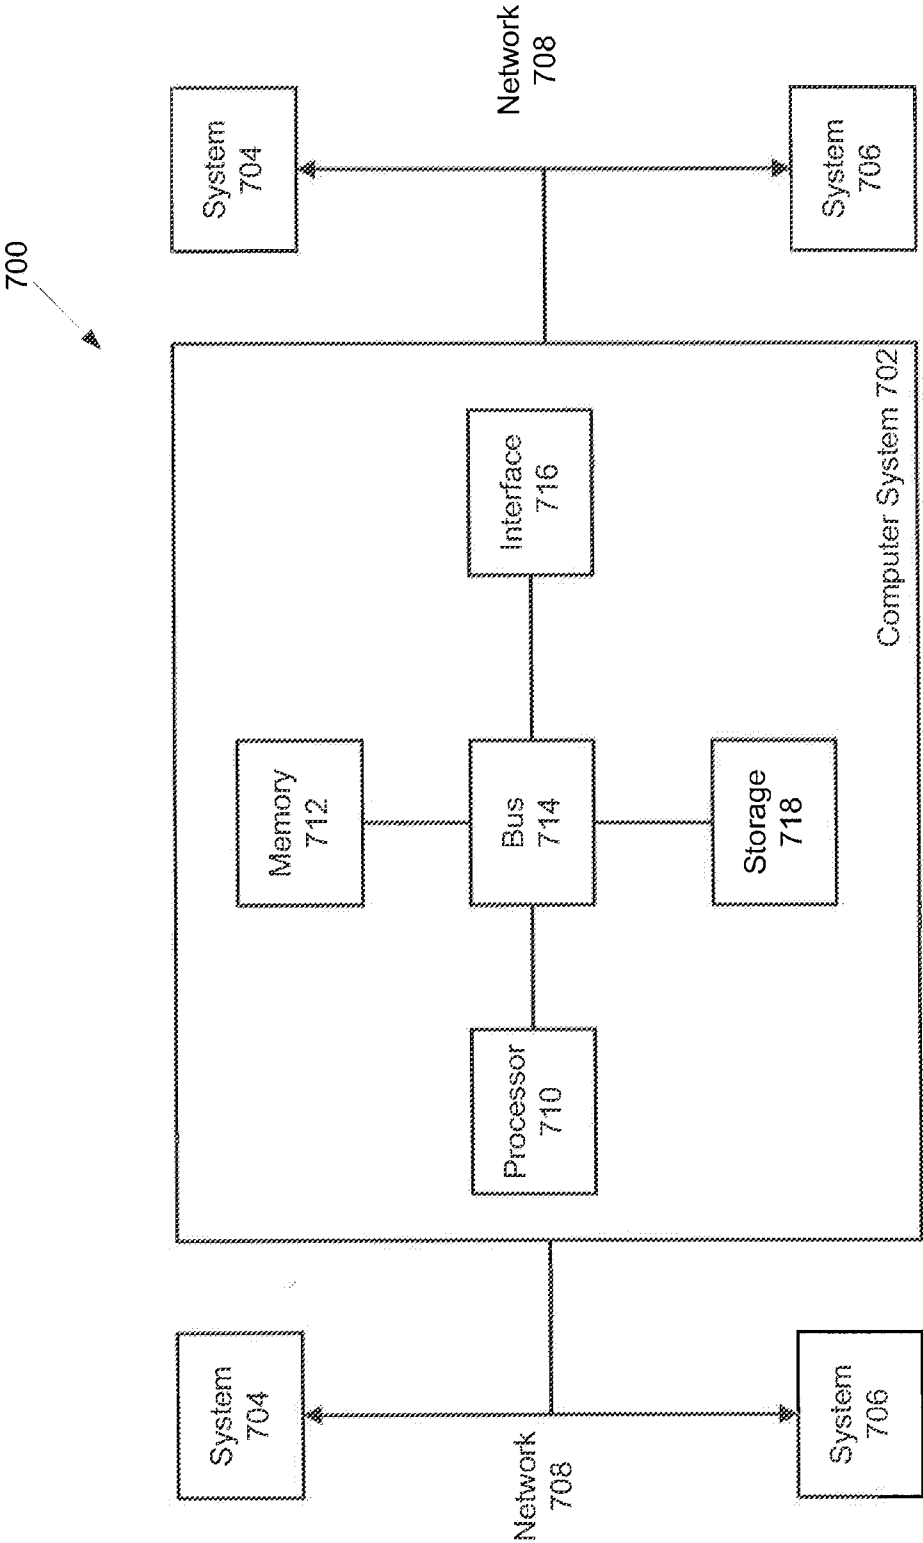 700
System
704
Network
708
System
706
Memory
712
Processor
710
Bus
714
Interface
716
Storage
718
Computer System 702
System
704
Network
708
System
706